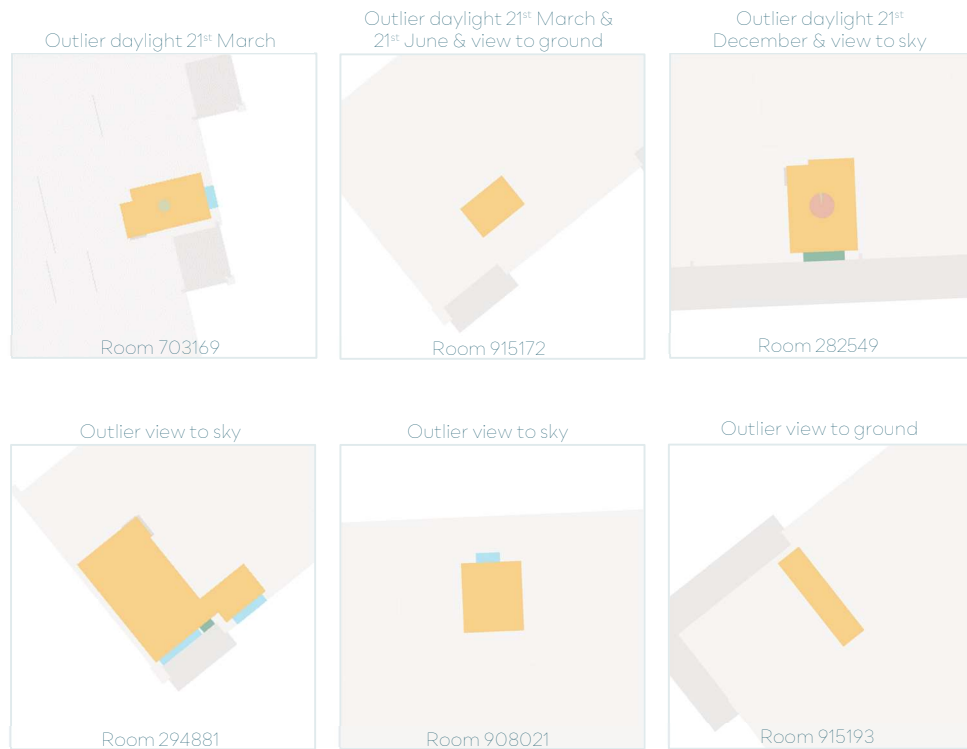 Outlier daylight 21st March
Outlier daylight 21st March &
21st June & view to ground
Outlier daylight 21st
December & view to sky
Room 703169
Room 915172
Room 282549
Outlier view to sky
Outlier view to sky
Outlier view to ground
Room 294881
Room 908021
Room 915193